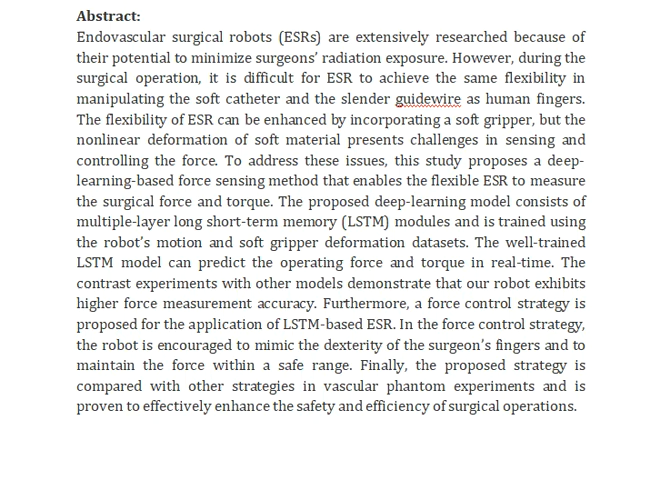 Abstract:
Endovascular surgical robots (ESRs) are extensively researched because of
their potential to minimize surgeons’ radiation exposure. However, during the
surgical operation, it is difficult for ESR to achieve the same flexibility in
manipulating the soft catheter and the slender guidewire as human fingers.
The flexibility of ESR can be enhanced by incorporating a soft gripper, but the
nonlinear deformation of soft material presents challenges in sensing and
controlling the force. To address these issues, this study proposes a deep-
learning-based force sensing method that enables the flexible ESR to measure
the surgical force and torque. The proposed deep-learning model consists of
multiple-layer long short-term memory (LSTM) modules and is trained using
the robot’s motion and soft gripper deformation datasets. The well-trained
LSTM model can predict the operating force and torque in real-time. The
contrast experiments with other models demonstrate that our robot exhibits
higher force measurement accuracy. Furthermore, a force control strategy is
proposed for the application of LSTM-based ESR. In the force control strategy,
the robot is encouraged to mimic the dexterity of the surgeon’s fingers and to
maintain the force within a safe range. Finally, the proposed strategy is
compared with other strategies in vascular phantom experiments and is
proven to effectively enhance the safety and efficiency of surgical operations.